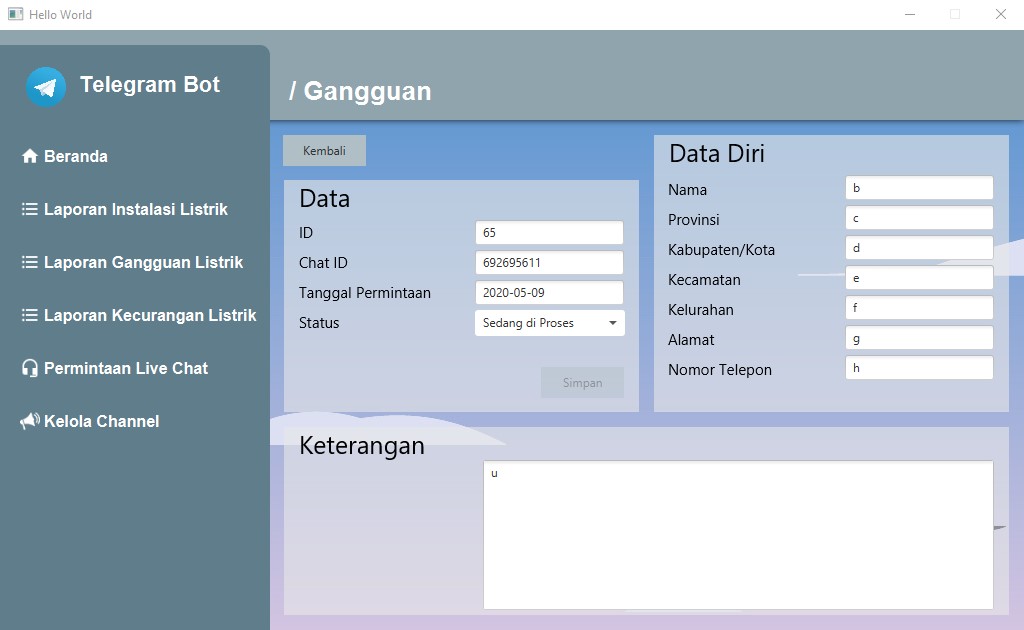 Hello World
Telegram Bot
Beranda
Laporan Instalasi Listrik
Laporan Gangguan Listrik
Laporan Kecurangan Listrik
Permintaan Live Chat
Kelola Channel
/ Gangguan
Kembali
Data
ID 65
Chat ID 692695611
Tanggal Permintaan 2020-05-09
Status Sedang di Proses
Simpan
Data Diri
Nama b
Provinsi c
Kabupaten/Kota d
Kecamatan e
Kelurahan f
Alamat g
Nomor Telepon h
Keterangan
u